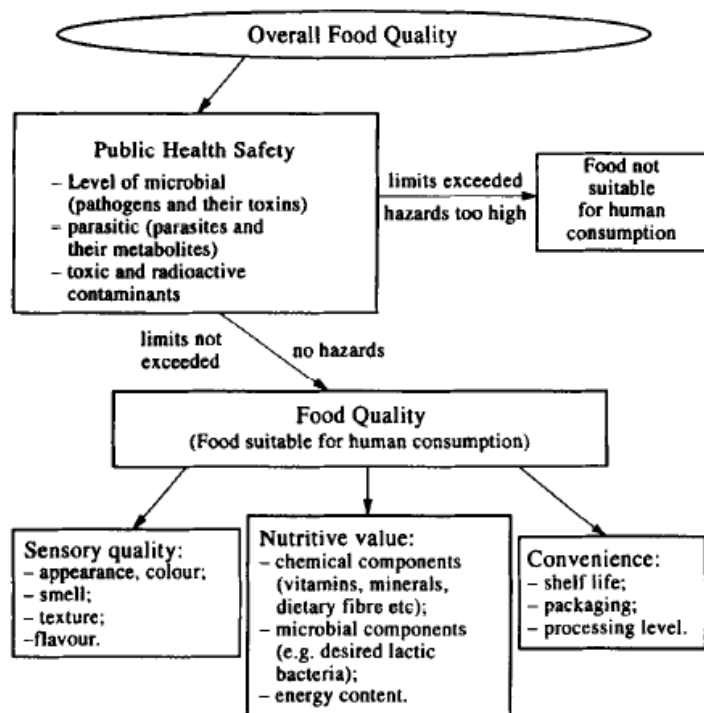 Overall Food Quality
Public Health Safety
– Level of microbial
(pathogens and their toxins)
– parasitic (parasites and
their metabolites)
– toxic and radioactive
contaminants
limits exceeded
hazards too high
Food not
suitable
for human
consumption
limits not
exceeded
no hazards
Food Quality
(Food suitable for human consumption)
Sensory quality:
– appearance, colour;
– smell;
– texture;
–flavour.
Nutritive value:
– chemical components
(vitamins, minerals,
dietary fibre etc);
– microbial components
(e.g. desired lactic
bacteria);
– energy content.
Convenience:
– shelf life;
– packaging;
– processing level.